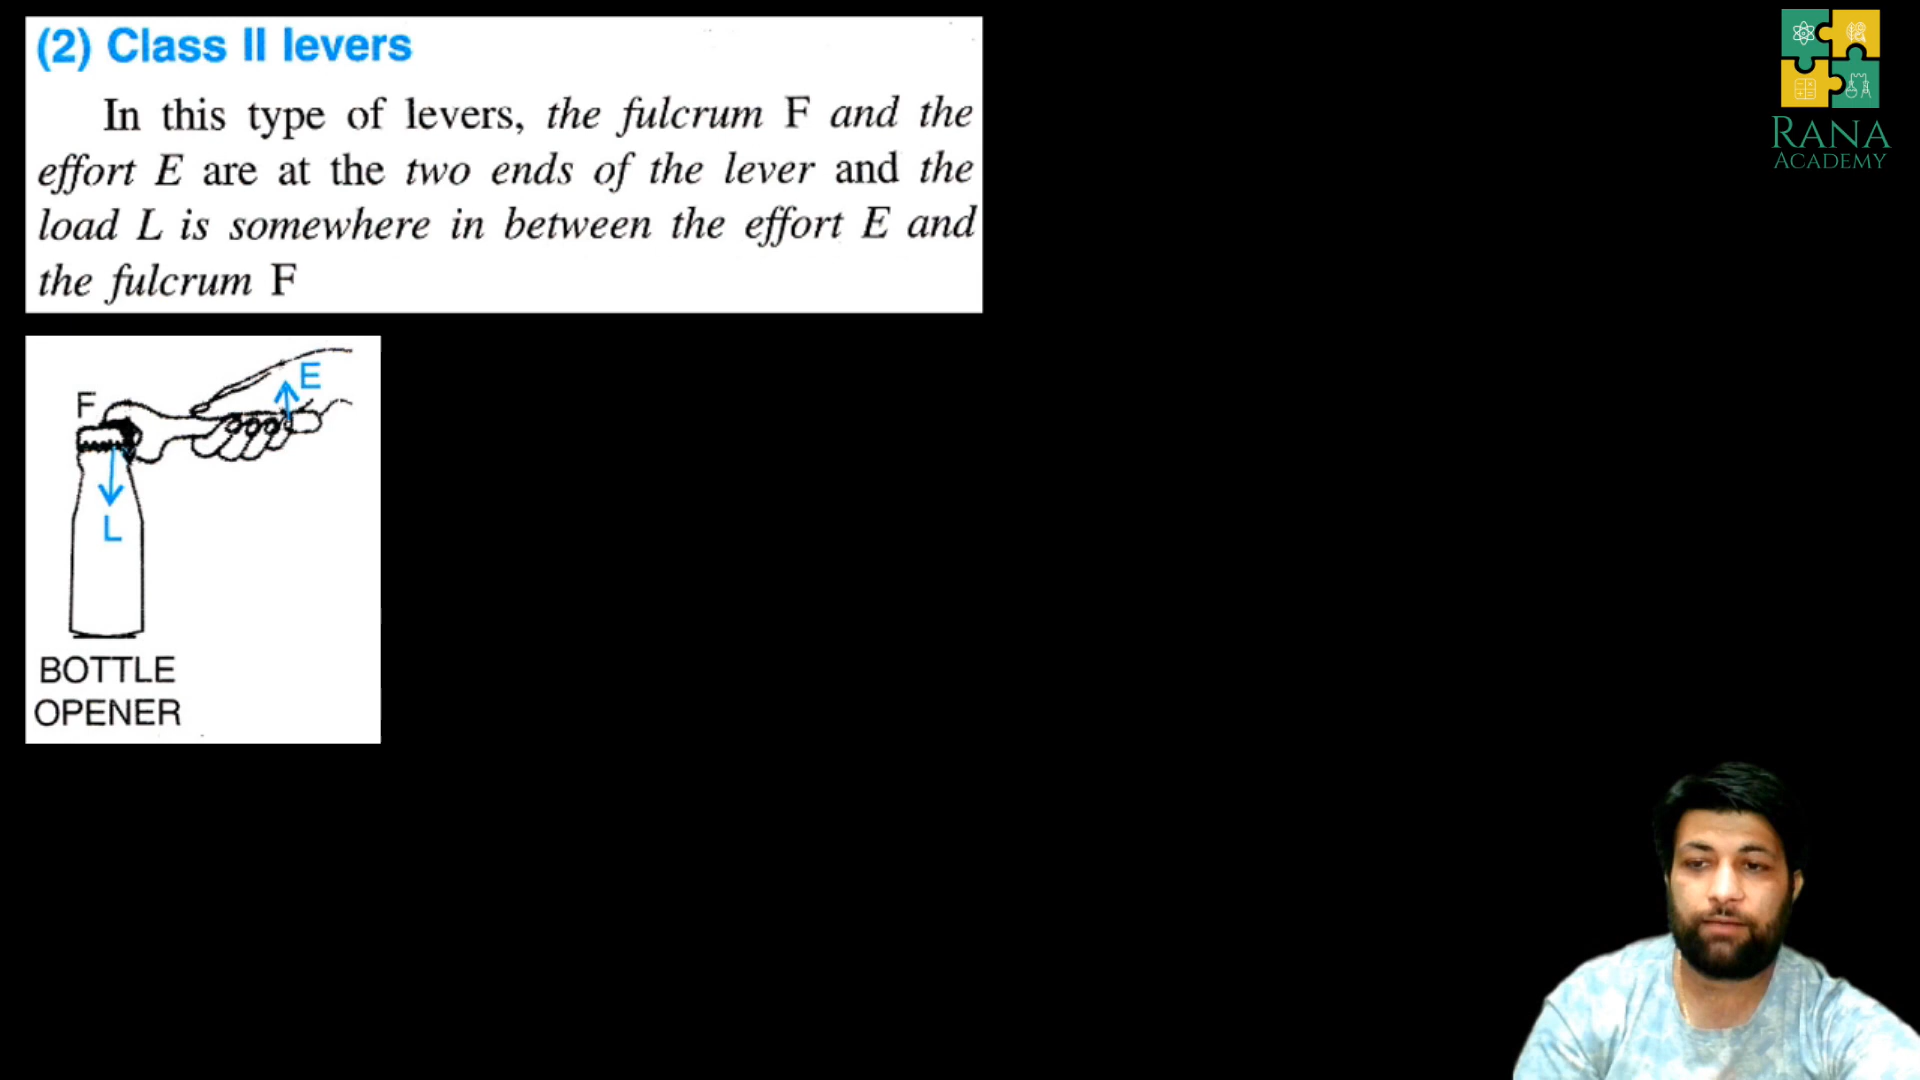 (2) Class II levers
In this type of levers, the fulcrum F and the
effort E are at the two ends of the lever and the
load L is somewhere in between the effort E and
the fulcrum F
RANA
ACADEMY
E
F
L
BOTTLE
OPENER